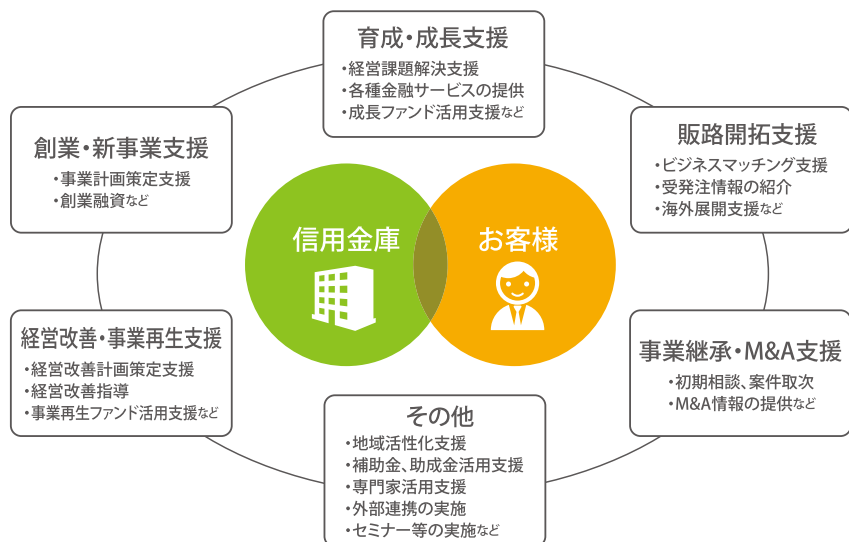 育成・成長支援
・経営課題解決支援
・各種金融サービスの提供
・成長ファンド活用支援など
創業・新事業支援
・事業計画策定支援
・創業融資など
販路開拓支援
・ビジネスマッチング支援
・受発注情報の紹介
・海外展開支援など
信用金庫
お客様
経営改善・事業再生支援
・経営改善計画策定支援
・経営改善指導
・事業再生ファンド活用支援など
事業継承・M&A支援
・初期相談、案件取次
・M&A情報の提供など
その他
・地域活性化支援
・補助金、助成金活用支援
・専門家活用支援
・外部連携の実施
・セミナー等の実施など